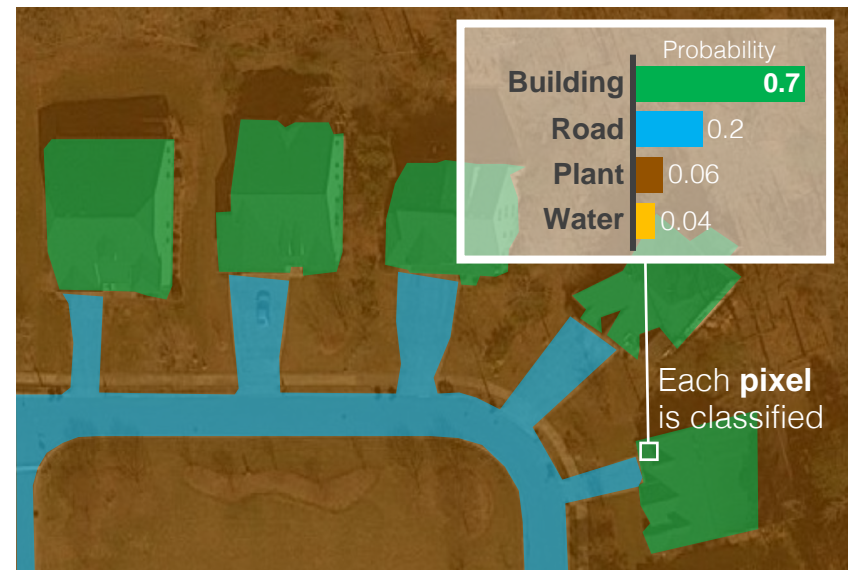 Probability
Building 0.7
Road 0.2
Plant 0.06
Water 0.04
Each pixel
is classified